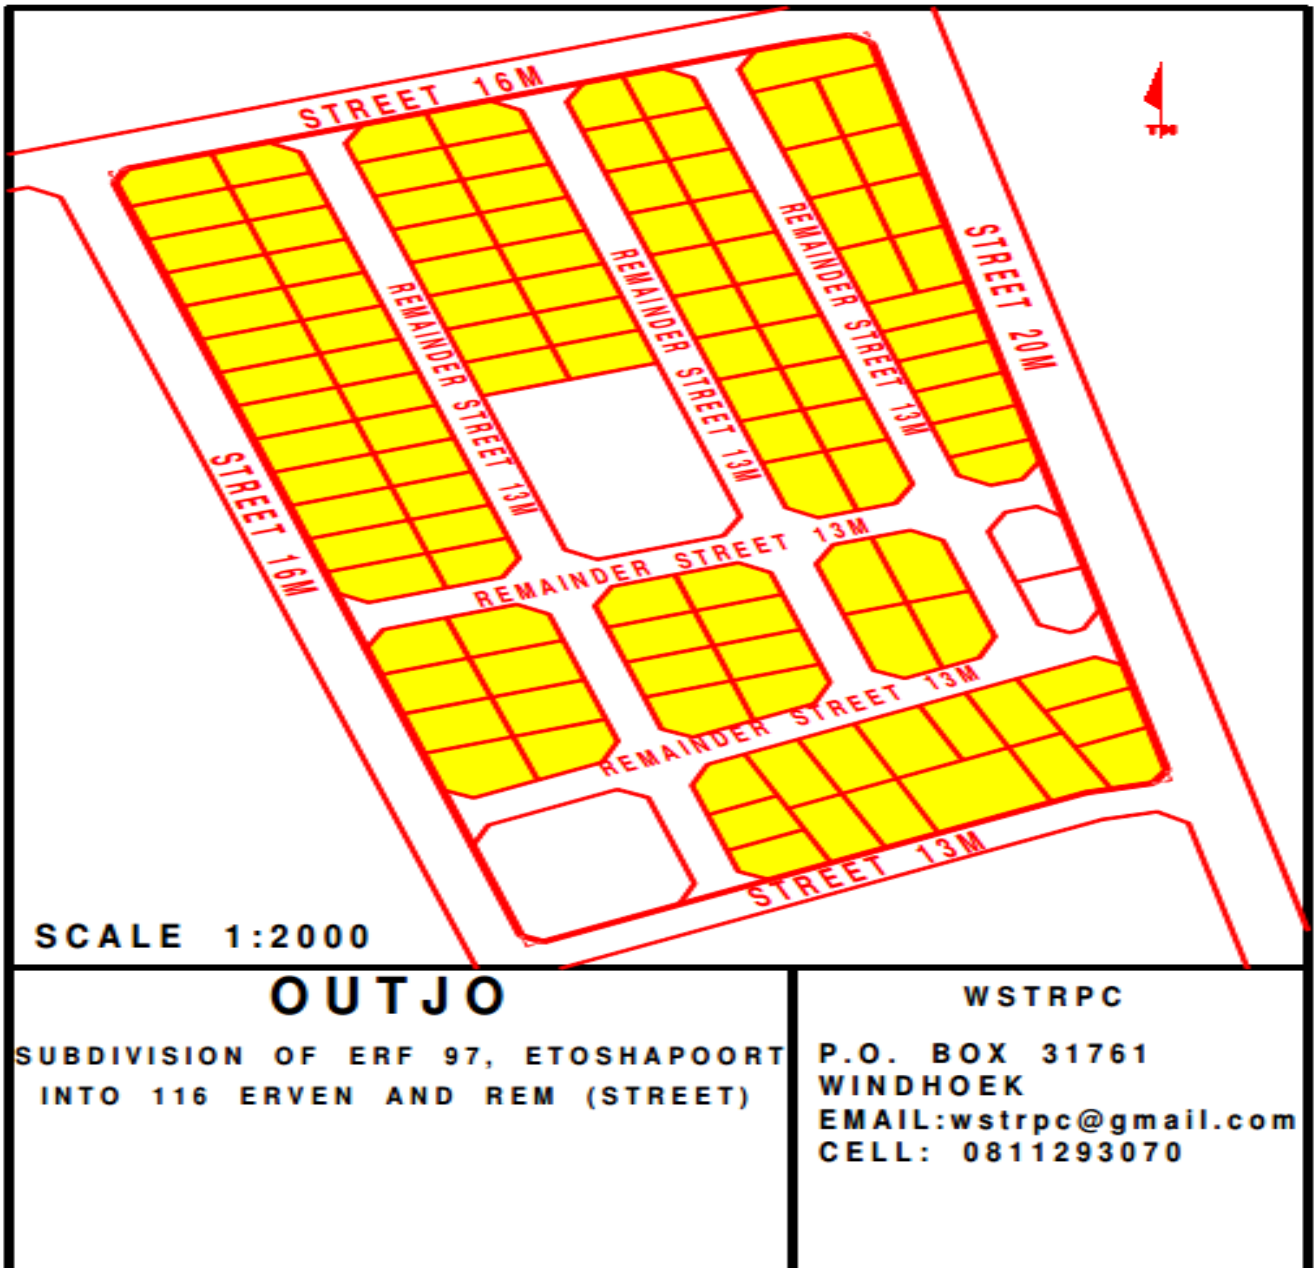 STREET 16M
REMAINDER STREET 13M
REMAINDER STREET 13M
REMAINDER STREET 13M
STREET 20M
STREET 16M
REMAINDER STREET 13M
REMAINDER STREET 13M
STREET 13M
SCALE 1:2000
OUTJO
SUBDIVISION OF ERF 97, ETOSHAPOORT
INTO 116 ERVEN AND REM (STREET)
WSTRPC
P.O. BOX 31761
WINDHOEK
EMAIL:wstrpc@gmail.com
CELL: 0811293070